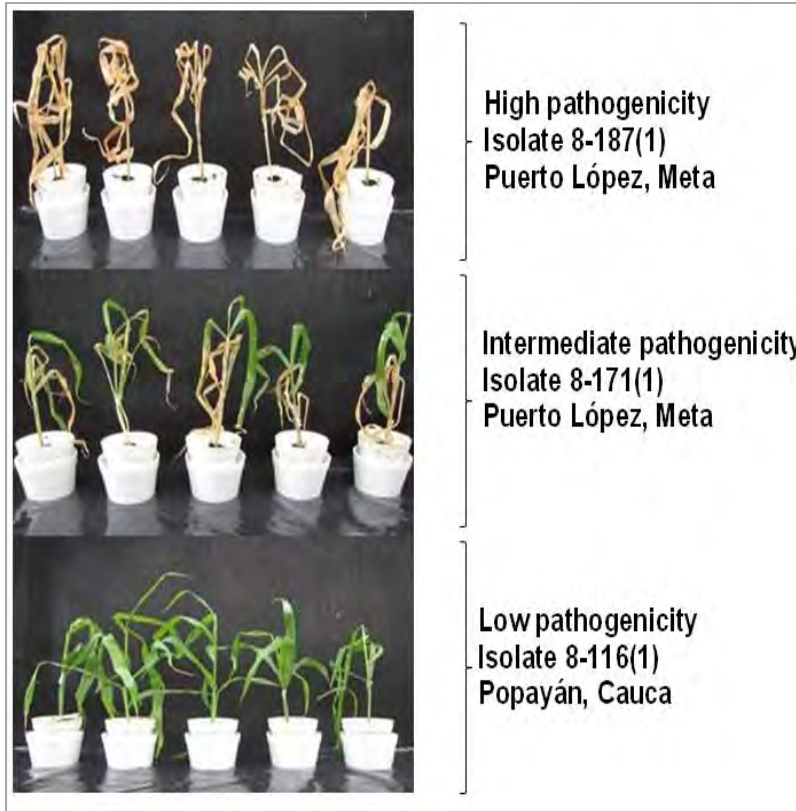 High pathogenicity
Isolate 8-187(1)
Puerto López, Meta
Intermediate pathogenicity
Isolate 8-171(1)
Puerto López, Meta
Low pathogenicity
Isolate 8-116(1)
Popayán, Cauca